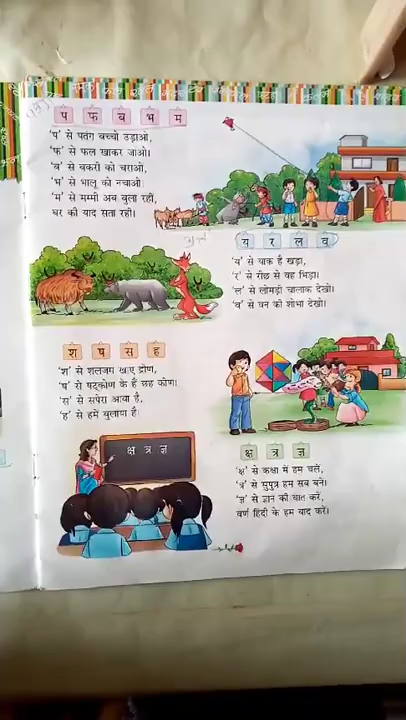 प फ ब भ म
'प' से पतंग बच्चों उड़ाओ,
'फ' से फल खाकर जाओ।
'ब' से बकरी को चराओ,
'भ' से भालू को नचाओ।
'म' से मम्मी अब बुला रही,
घर की याद सता रही।
य र ल व
'य' से याक है खड़ा,
'र' से रीछ से वह भिड़ा।
'ल' से लोमड़ी चालाक देखो।
'व' से वन की शोभा देखो।
श ष स ह
'श' से शलजम खाए द्रोण,
'ष' से षट्कोण के हैं छह कोण।
'स' से सपेरा आया है,
'ह' से हमें बुलाया है।
क्ष त्र ज्ञ
क्ष त्र ज्ञ
'क्ष' से कक्षा में हम चलें,
'त्र' से सुपुत्र हम सब बनें।
'ज्ञ' से ज्ञान की बात करें,
वर्ण हिंदी के हम याद करें।